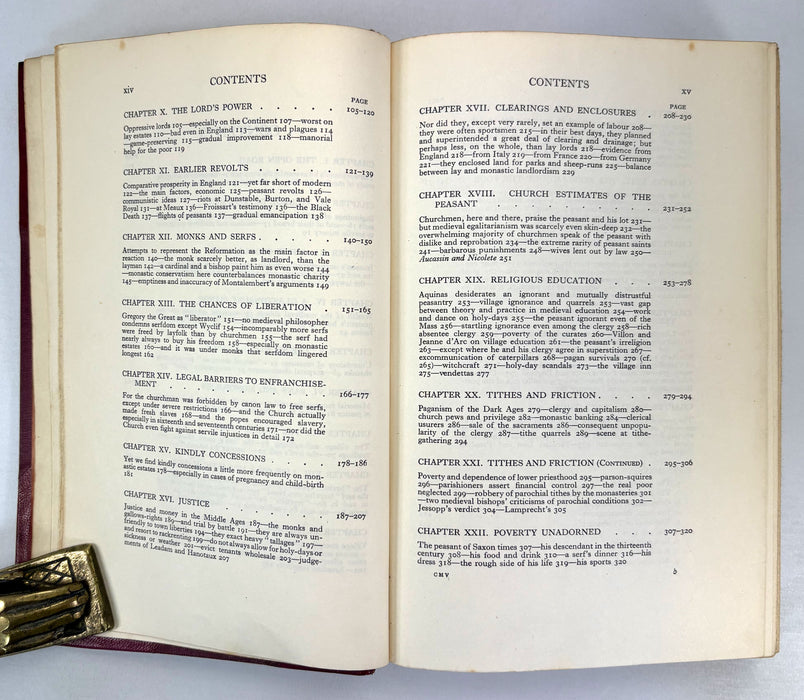 xiv
CONTENTS
PAGE
CHAPTER X. THE LORD'S POWER . . . . . 105-120
Oppressive lords 105—especially on the Continent 107—worst on
lay estates 110—bad even in England 113—wars and plagues 114
—game-preserving 115—gradual improvement 118—manorial
help for the poor 119
CHAPTER XI. EARLIER REVOLTS . . . . . 121-139
Comparative prosperity in England 121—yet far short of modern
122—the main factors, economic 125—peasant revolts 126—
communistic ideas 127—riots at Dunstable, Burton, and Vale
Royal 131—at Meaux 136—Froissart's testimony 136—the Black
Death 137—flights of peasants 137—gradual emancipation 138
CHAPTER XII. MONKS AND SERFS . . . . . 140-150
Attempts to represent the Reformation as the main factor in
reaction 140—the monk scarcely better, as landlord, than the
layman 142—a cardinal and a bishop paint him as even worse 144
—monastic conservatism here counterbalances monastic charity
145—emptiness and inaccuracy of Montalembert's arguments 149
CHAPTER XIII. THE CHANCES OF LIBERATION . 151-165
Gregory the Great as "liberator" 151—no medieval philosopher
condemns serfdom except Wyclif 154—incomparably more serfs
were freed by layfolk than by churchmen 155—the serf had
nearly always to buy his freedom 158—especially on monastic
estates 160—and it was under monks that serfdom lingered
longest 162
CHAPTER XIV. LEGAL BARRIERS TO ENFRANCHISE-
MENT . . . . . . . . 166-177
For the churchman was forbidden by canon law to free serfs,
except under severe restrictions 166—and the Church actually
made fresh slaves 168—and the popes encouraged slavery,
especially in sixteenth and seventeenth centuries 171—nor did the
Church even fight against servile injustices in detail 172
CHAPTER XV. KINDLY CONCESSIONS . . . . 178-186
Yet we find kindly concessions a little more frequently on mon-
astic estates 178—especially in cases of pregnancy and child-birth
181
CHAPTER XVI. JUSTICE . . . . . . 187-207
Justice and money in the Middle Ages 187—the monks and
gallows-rights 189—and trial by battle 191—they are always un-
friendly to town liberties 194—they exact heavy "tallages" 197—
and resort to rackrenting 199—do not always allow for holy-days or
sickness or weather 201—evict tenants wholesale 203—judge-
ments of Leadam and Hanotaux 207
CONTENTS
xv
PAGE
CHAPTER XVII. CLEARINGS AND ENCLOSURES . 208-230
Nor did they, except very rarely, set an example of labour 208—
they were often sportsmen 215—in their best days, they planned
and superintended a great deal of clearing and drainage; but
perhaps less, on the whole, than lay lords 218—evidence from
England 218—from Italy 219—from France 220—from Germany
221—they enclosed land for parks and sheep-runs 225—balance
between lay and monastic landlordism 229
CHAPTER XVIII. CHURCH ESTIMATES OF THE
PEASANT . . . . . . . . 231-252
Churchmen, here and there, praise the peasant and his lot 231—
but medieval egalitarianism was scarcely even skin-deep 232—the
overwhelming majority of churchmen speak of the peasant with
dislike and reprobation 234—the extreme rarity of peasant saints
241—barbarous punishments 248—wives lent out by law 250—
Aucassin and Nicolete 251
CHAPTER XIX. RELIGIOUS EDUCATION . . . 253-278
Aquinas desiderates an ignorant and mutually distrustful
peasantry 253—village ignorance and quarrels 253—vast gap
between theory and practice in medieval education 254—work
and dance on holy-days 255—the peasant ignorant even of the
Mass 256—startling ignorance even among the clergy 258—rich
absentee clergy 259—poverty of the curates 260—Villon and
Jeanne d'Arc on village education 261—the peasant's irreligion
263—except where he and his clergy agree in superstition 267—
excommunication of caterpillars 268—pagan survivals 270 (cf.
265)—witchcraft 271—holy-day scandals 273—the village inn
275—vendettas 277
CHAPTER XX. TITHES AND FRICTION . . . . 279-294
Paganism of the Dark Ages 279—clergy and capitalism 280—
church pews and privilege 282—monastic banking 284—clerical
usurers 286—sale of the sacraments 286—consequent unpopu-
larity of the clergy 287—tithe quarrels 289—scene at tithe-
gathering 294
CHAPTER XXI. TITHES AND FRICTION (CONTINUED) . 295-306
Poverty and dependence of lower priesthood 295—parson-squires
296—parishioners assert financial control 297—the real poor
neglected 299—robbery of parochial tithes by the monasteries 301
—two medieval bishops' criticisms of parochial conditions 302—
Jessopp's verdict 304—Lamprecht's 305
CHAPTER XXII. POVERTY UNADORNED . . . 307-320
The peasant of Saxon times 307—his descendant in the thirteenth
century 308—his food and drink 310—a serf's dinner 316—his
dress 318—the rough side of his life 319—his sports 320
CMV b